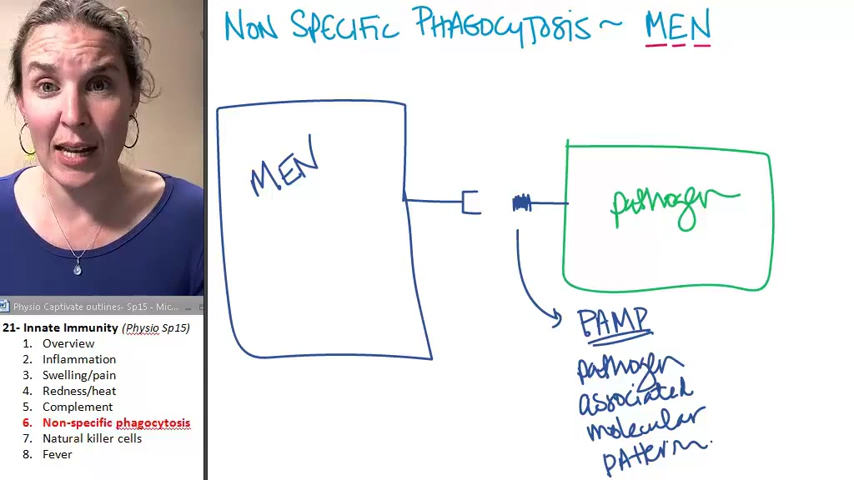 NON SPECIFIC PHAGOCYTOSIS ~ MEN
MEN
pathogen
PAMP
pathogen
associated
molecular
pattern.
Physio Captivate outlines- Sp15 - Mic...
21- Innate Immunity (Physio Sp15)
1. Overview
2. Inflammation
3. Swelling/pain
4. Redness/heat
5. Complement
6. Non-specific phagocytosis
7. Natural killer cells
8. Fever